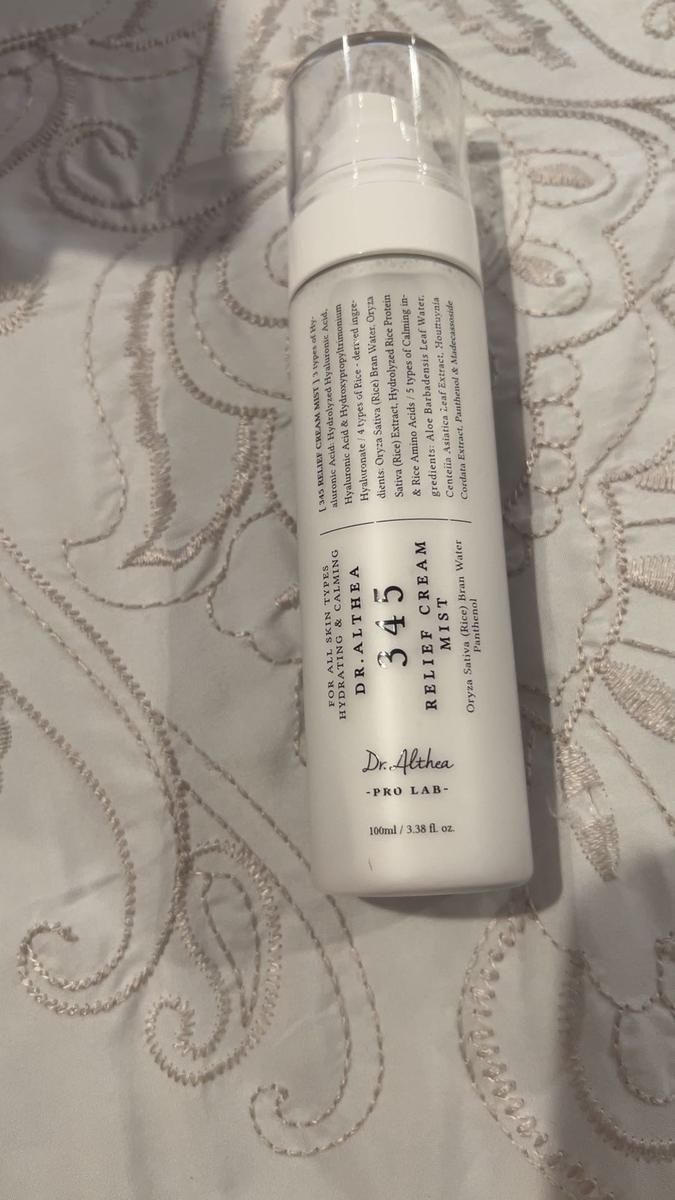 [ 345 RELIEF CREAM MIST ] 3 types of Hy-
aluronic Acid: Hydrolyzed Hyaluronic Acid,
Hyaluronic Acid & Hydroxypropyltrimonium
Hyaluronate / 4 types of Rice - derived ingre-
dients: Oryza Sativa (Rice) Bran Water, Oryza
Sativa (Rice) Extract, Hydrolyzed Rice Protein
& Rice Amino Acids / 5 types of Calming in-
gredients: Aloe Barbadensis Leaf Water,
Centella Asiatica Leaf Extract, Houttuynia
Cordata Extract, Panthenol & Madecassoside
FOR ALL SKIN TYPES
HYDRATING & CALMING
DR.ALTHEA
345
RELIEF CREAM
MIST
Oryza Sativa (Rice) Bran Water
Panthenol
Dr.Althea
-PRO LAB-
100ml / 3.38 fl. oz.